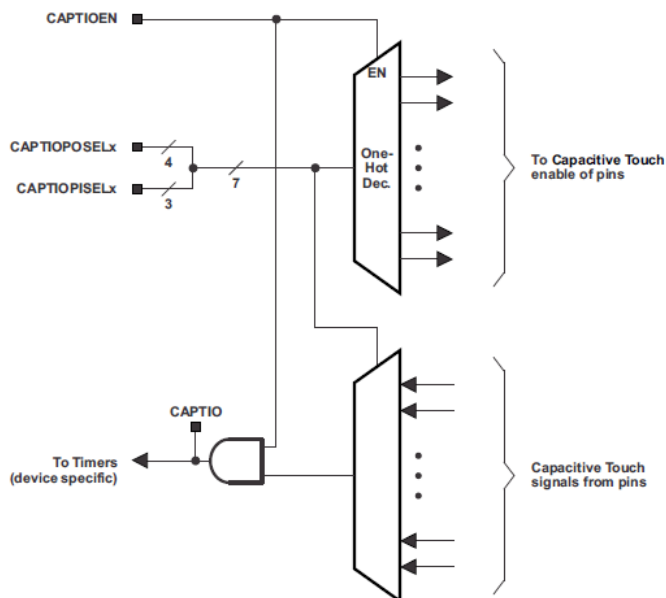 CAPTIOEN
EN
CAPTIOPOSELx
4
CAPTIOPISELx
3
7
One-
Hot
Dec.
To Capacitive Touch
enable of pins
CAPTIO
To Timers
(device specific)
Capacitive Touch
signals from pins